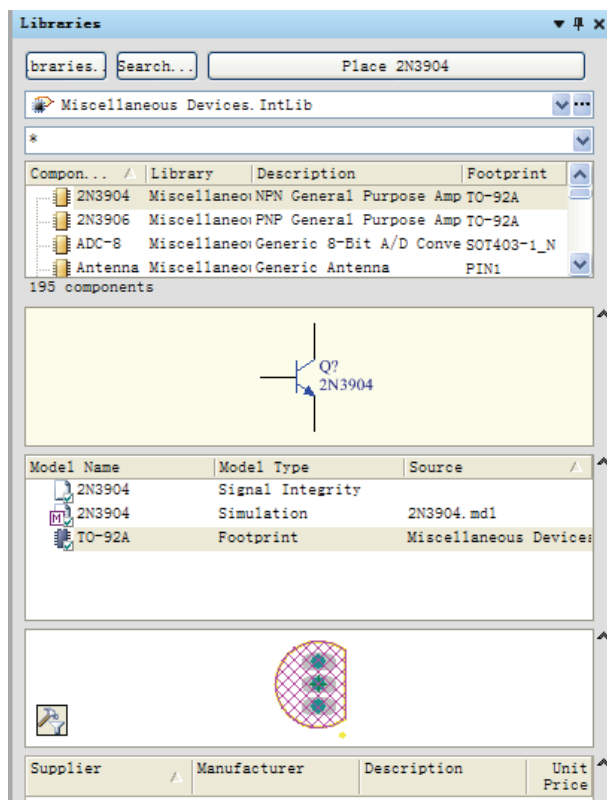 Libraries
braries.. Search... Place 2N3904
Miscellaneous Devices.IntLib ...
*
Compon... Library Description Footprint
2N3904 Miscellaneo NPN General Purpose Amp TO-92A
2N3906 Miscellaneo PNP General Purpose Amp TO-92A
ADC-8 Miscellaneo Generic 8-Bit A/D Conve SOT403-1_N
Antenna Miscellaneo Generic Antenna PIN1
195 components
Q?
2N3904
Model Name Model Type Source
2N3904 Signal Integrity
M 2N3904 Simulation 2N3904.mdl
TO-92A Footprint Miscellaneous Devices
Supplier Manufacturer Description Unit
Price